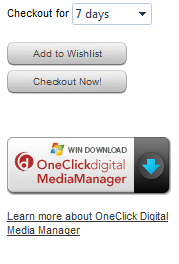 Checkout for 7 days
Add to Wishlist
Checkout Now!
WIN DOWNLOAD
OneClickdigital
MediaManager
Learn more about OneClick Digital
Media Manager